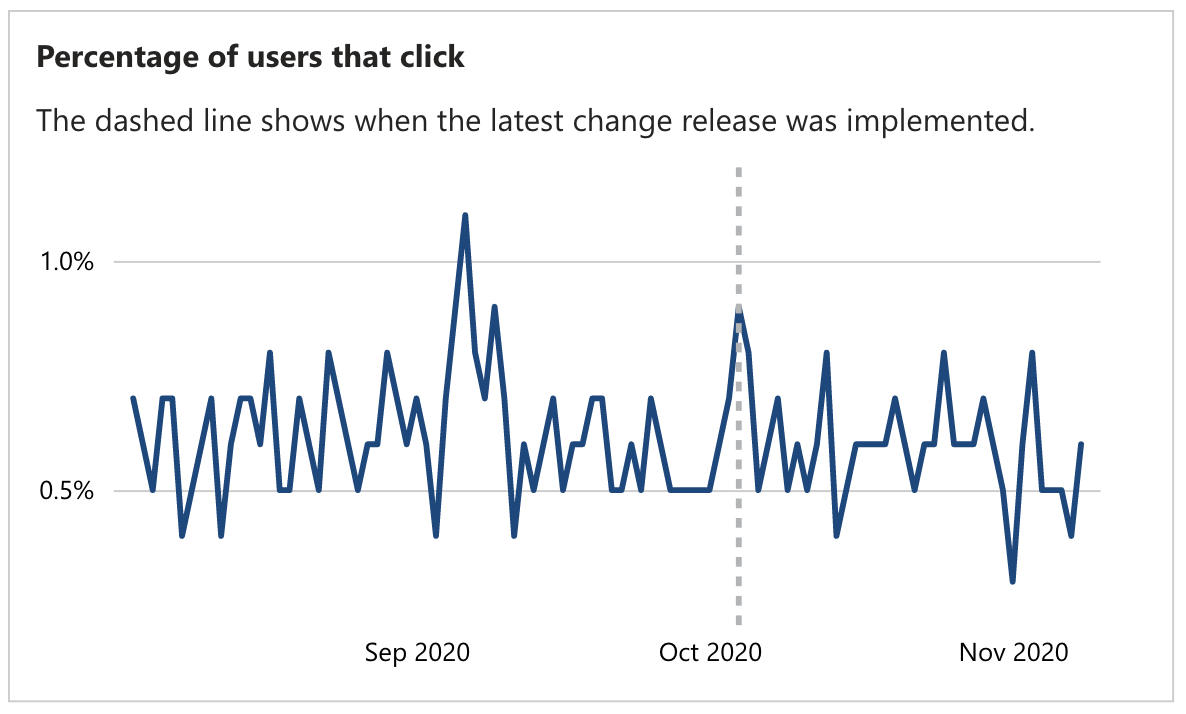 Percentage of users that click
The dashed line shows when the latest change release was implemented.
1.0%
0.5%
Sep 2020 Oct 2020 Nov 2020